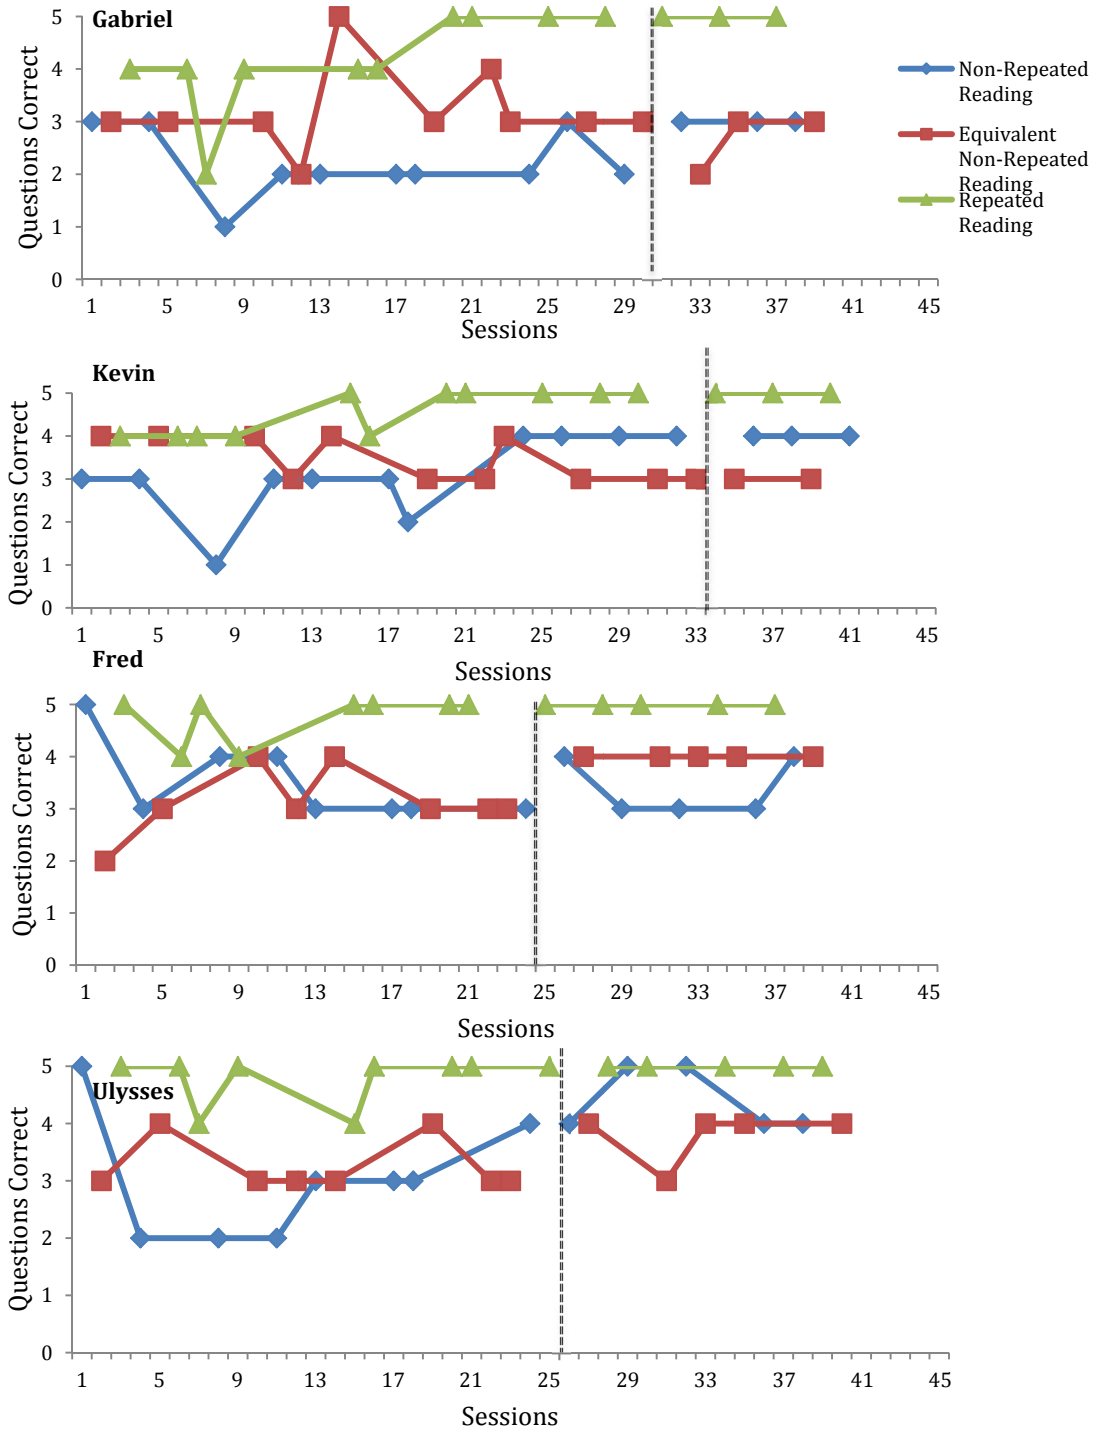 Gabriel
Questions Correct
5
4
3
2
1
0
1 5 9 13 17 21 25 29 33 37 41 45
Sessions
Non-Repeated
Reading
Equivalent
Non-Repeated
Reading
Repeated
Reading
Kevin
Questions Correct
5
4
3
2
1
0
1 5 9 13 17 21 25 29 33 37 41 45
Sessions
Fred
Questions Correct
5
4
3
2
1
0
1 5 9 13 17 21 25 29 33 37 41 45
Sessions
Ulysses
Questions Correct
5
4
3
2
1
0
1 5 9 13 17 21 25 29 33 37 41 45
Sessions